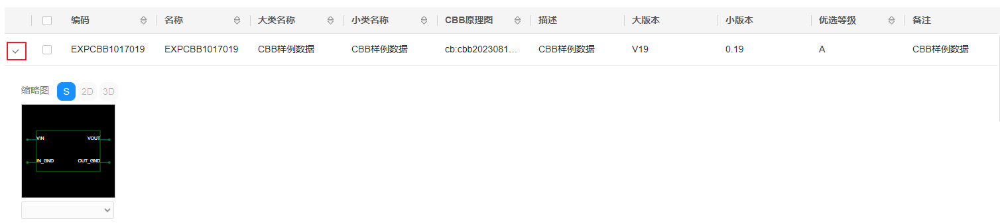 编码 名称 大类名称 小类名称 CBB原理图 描述 大版本 小版本 优选等级 备注
EXPCBB1017019 EXPCBB1017019 CBB样例数据 CBB样例数据 cb:cbb2023081... CBB样例数据 V19 0.19 A CBB样例数据
缩略图 S 2D 3D
VIN VOUT
IN_GND OUT_GND